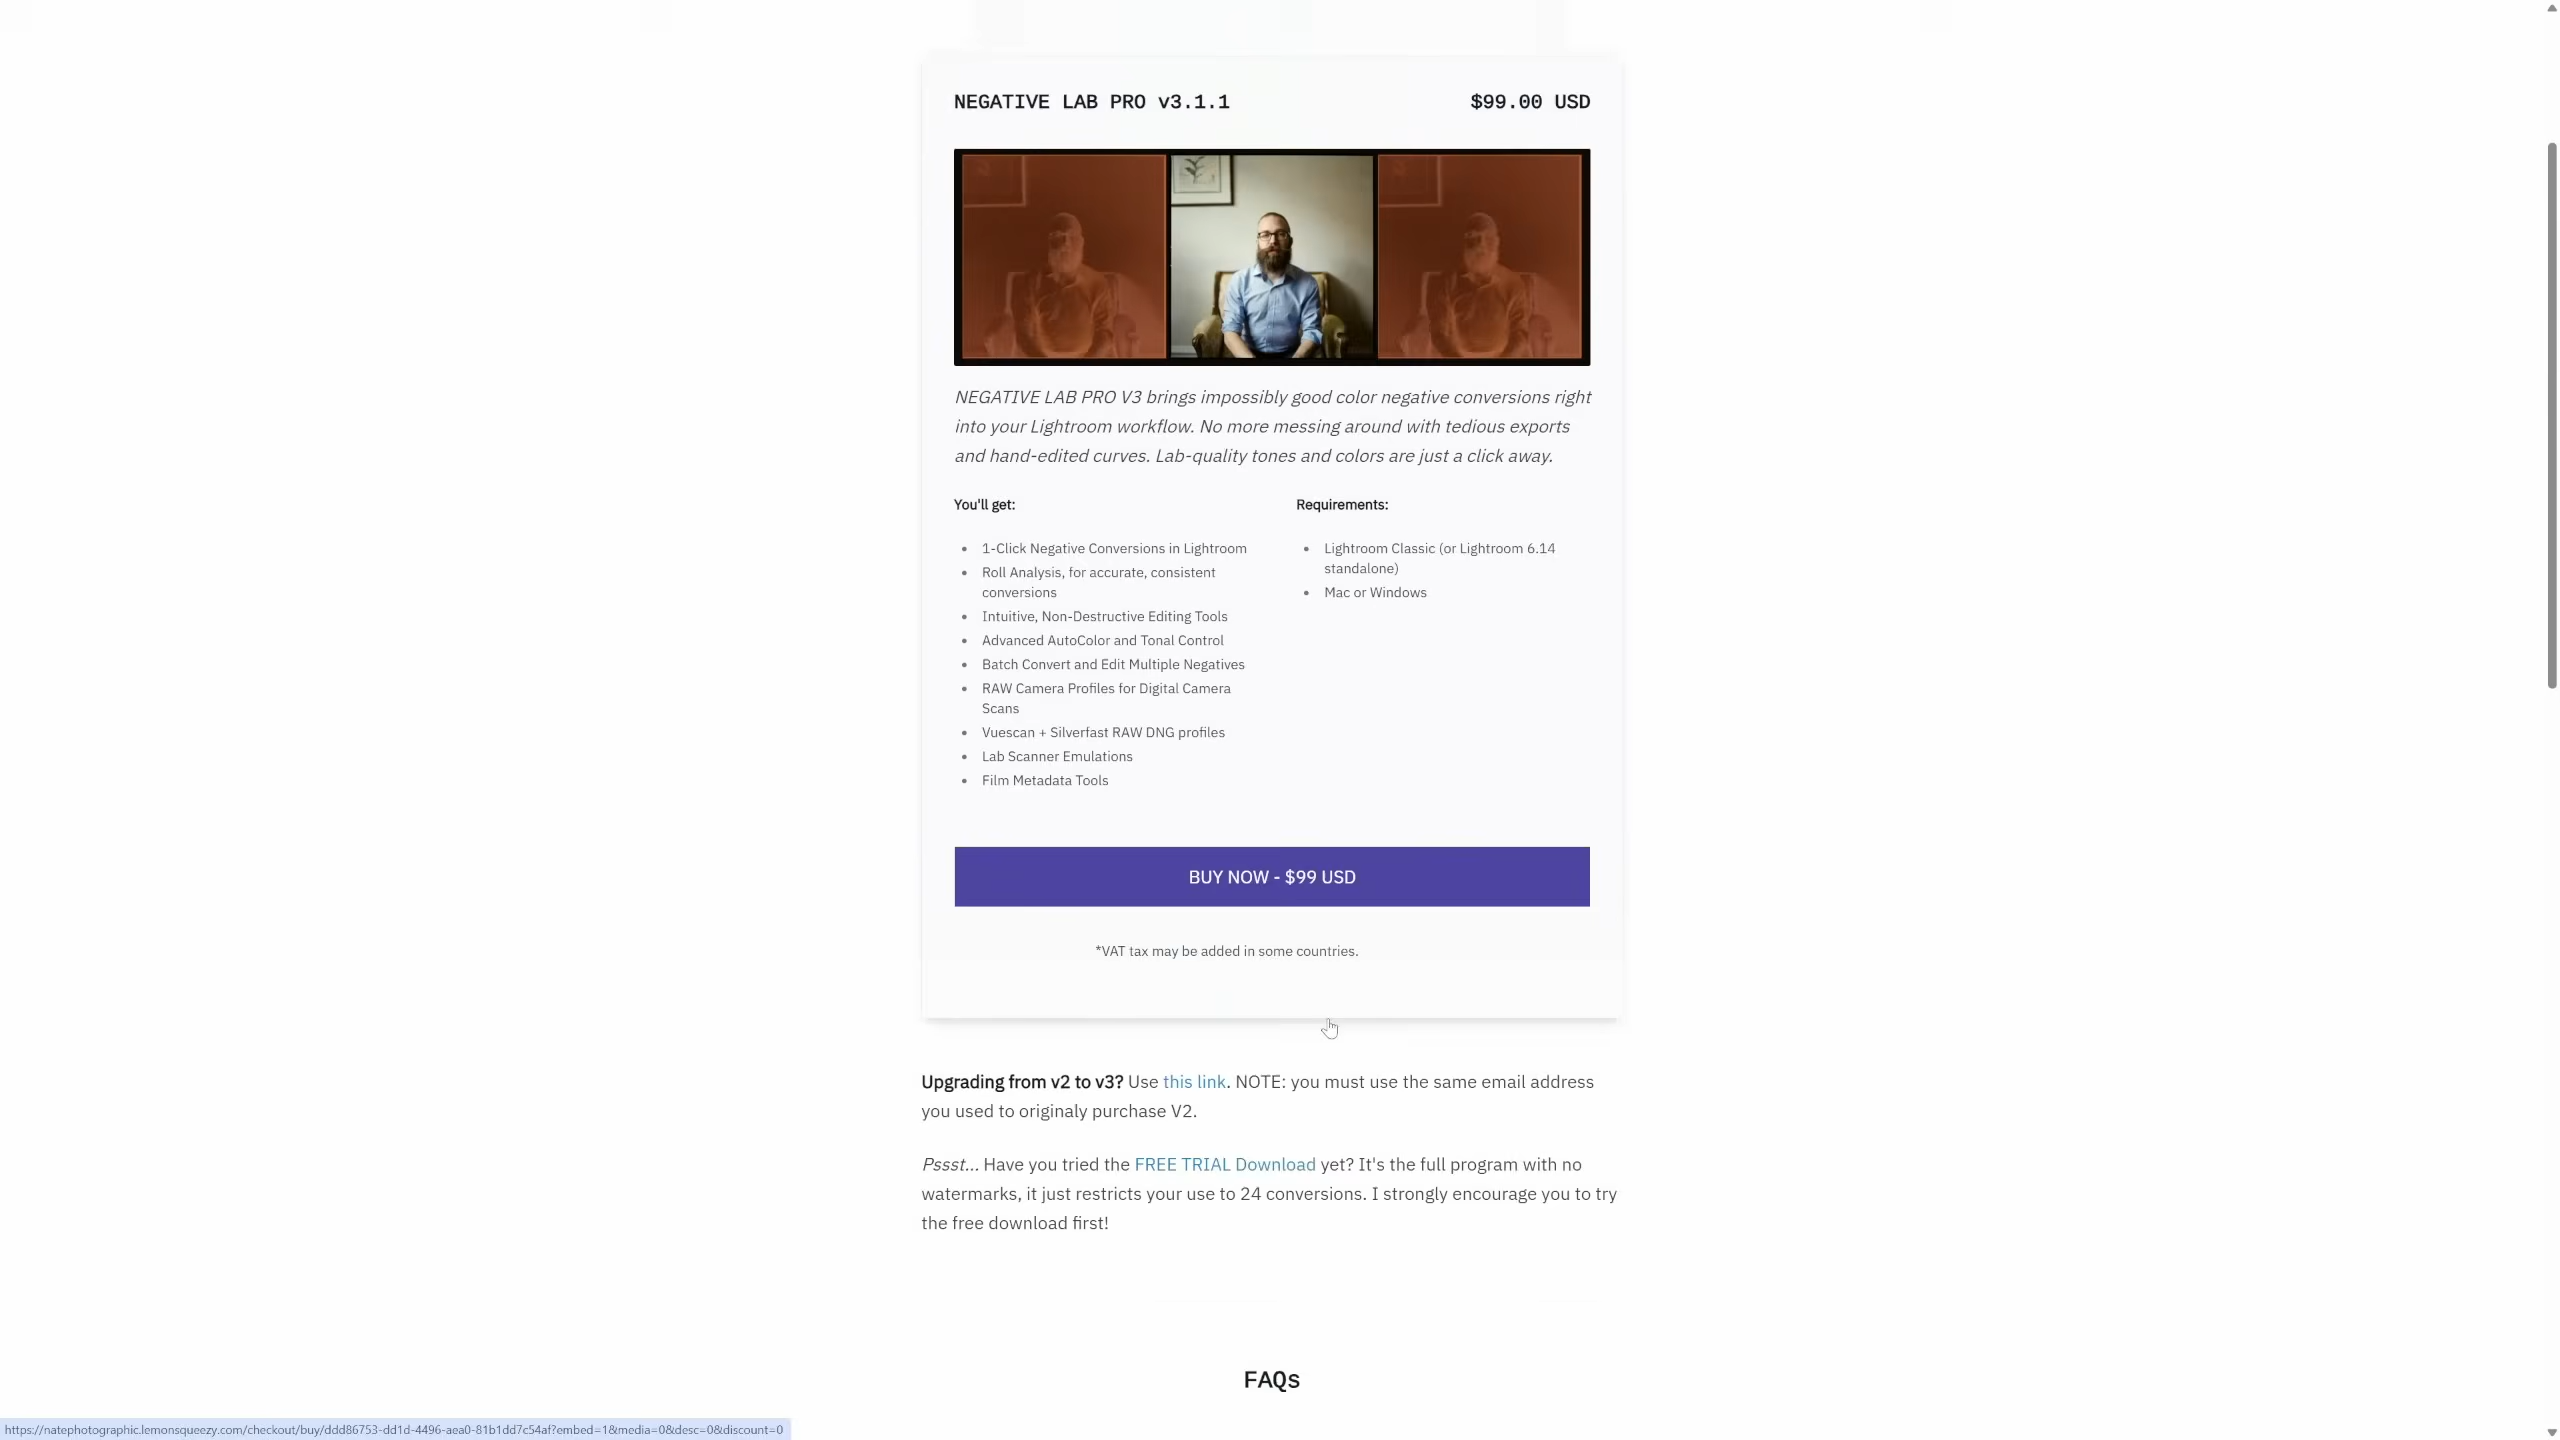 NEGATIVE LAB PRO v3.1.1
$99.00 USD
NEGATIVE LAB PRO V3 brings impossibly good color negative conversions right
into your Lightroom workflow. No more messing around with tedious exports
and hand-edited curves. Lab-quality tones and colors are just a click away.
You'll get:
1-Click Negative Conversions in Lightroom
Roll Analysis, for accurate, consistent
conversions
Intuitive, Non-Destructive Editing Tools
Advanced AutoColor and Tonal Control
Batch Convert and Edit Multiple Negatives
RAW Camera Profiles for Digital Camera
Scans
Vuescan + Silverfast RAW DNG profiles
Lab Scanner Emulations
Film Metadata Tools
Requirements:
Lightroom Classic (or Lightroom 6.14
standalone)
Mac or Windows
BUY NOW - $99 USD
*VAT tax may be added in some countries.
Upgrading from v2 to v3? Use this link. NOTE: you must use the same email address
you used to originaly purchase V2.
Pssst... Have you tried the FREE TRIAL Download yet? It's the full program with no
watermarks, it just restricts your use to 24 conversions. I strongly encourage you to try
the free download first!
FAQs
https://natephotographic.lemonsqueezy.com/checkout/buy/ddd86753-dd1d-4496-aea0-81b1dd7c54af?embed=1&media=0&desc=0&discount=0